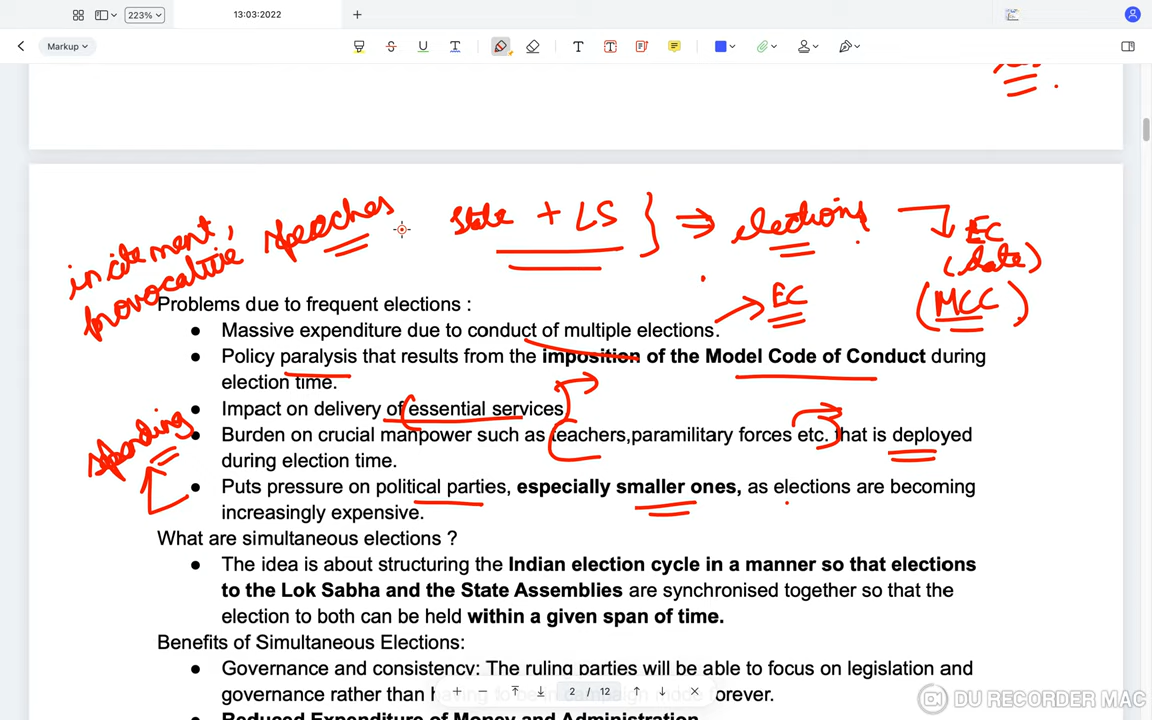 223%
13:03:2022
Markup
incitement,
provocative speeches
State + LS } ⇒ elections
EC
(date)
(MCC)
EC
Problems due to frequent elections :
● Massive expenditure due to conduct of multiple elections.
● Policy paralysis that results from the imposition of the Model Code of Conduct during
election time.
● Impact on delivery of essential services
● Burden on crucial manpower such as teachers,paramilitary forces etc. that is deployed
during election time.
spending
● Puts pressure on political parties, especially smaller ones, as elections are becoming
increasingly expensive.
What are simultaneous elections ?
● The idea is about structuring the Indian election cycle in a manner so that elections
to the Lok Sabha and the State Assemblies are synchronised together so that the
election to both can be held within a given span of time.
Benefits of Simultaneous Elections:
● Governance and consistency: The ruling parties will be able to focus on legislation and
governance rather than forever.
2 / 12
● Reduced Expenditure of Money and Administration
DU RECORDER MAC